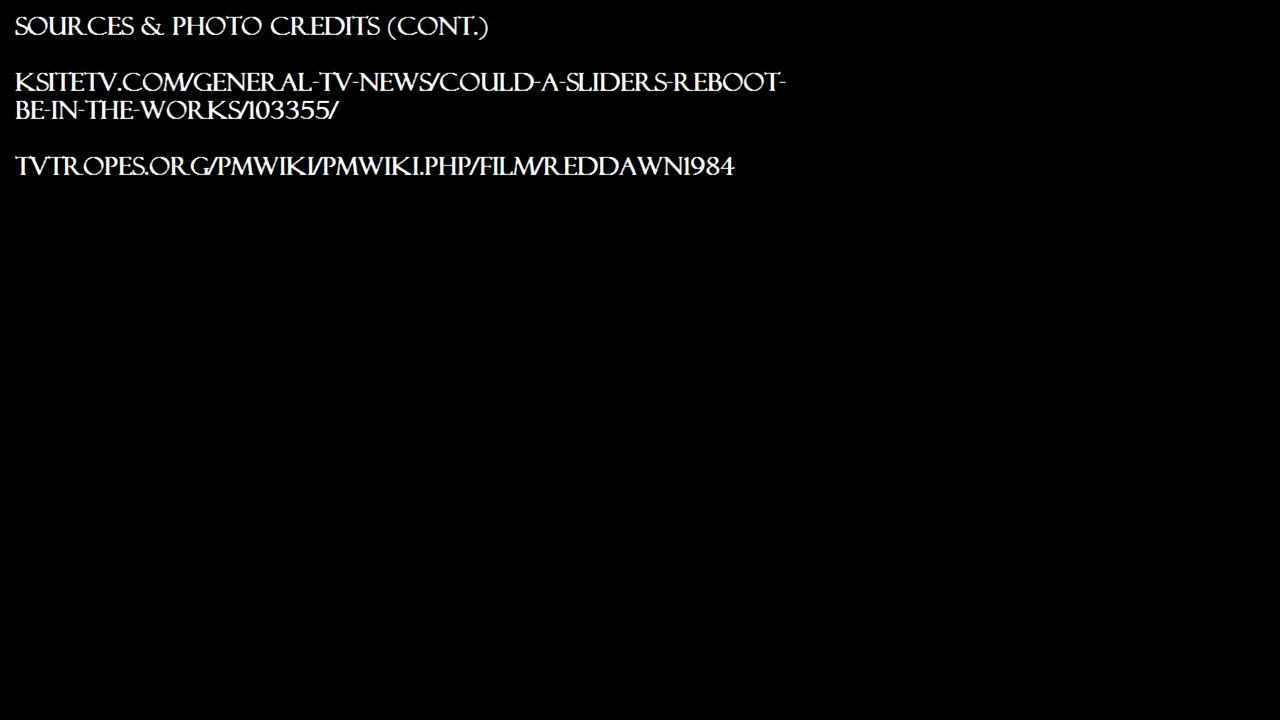 SOURCES & PHOTO CREDITS (CONT.)
KSITETV.COM/GENERAL-TV-NEWS/COULD-A-SLIDERS-REBOOT-
BE-IN-THE-WORKS/103355/
TVTROPES.ORG/PMWIKI/PMWIKI.PHP/FILM/REDDAWN1984